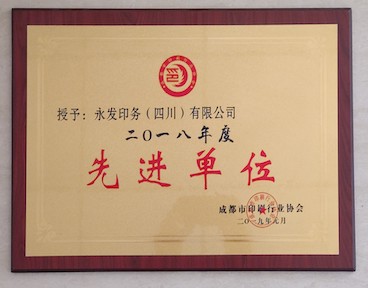 授予：永发印务（四川）有限公司
二〇一八年度
先进单位
成都市印刷行业协会
二〇一九年元月